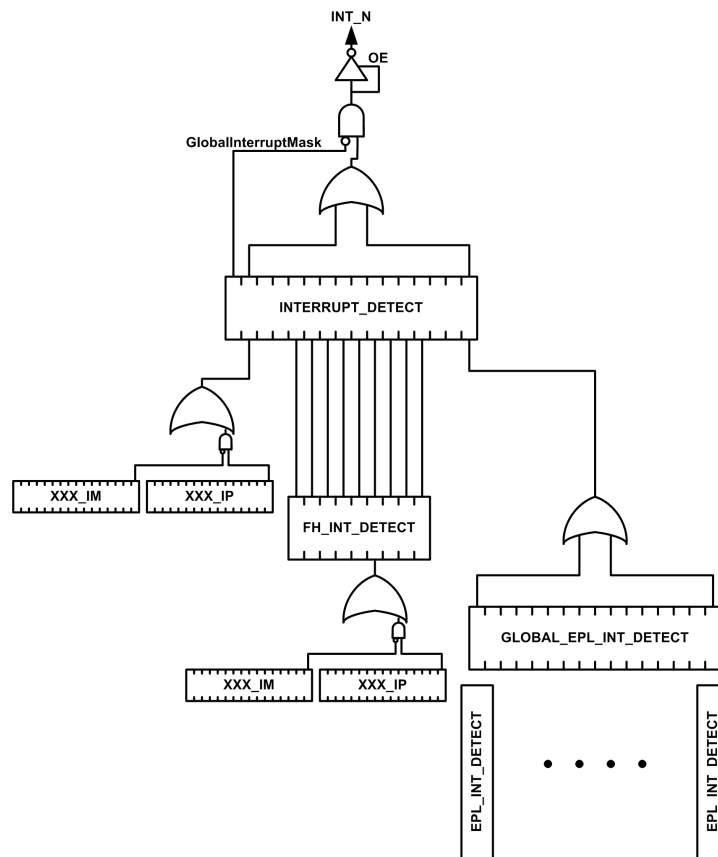 INT_N
OE
GlobalInterruptMask
INTERRUPT_DETECT
XXX_IM
XXX_IP
FH_INT_DETECT
GLOBAL_EPL_INT_DETECT
XXX_IM
XXX_IP
EPL_INT_DETECT
EPL_INT_DETECT